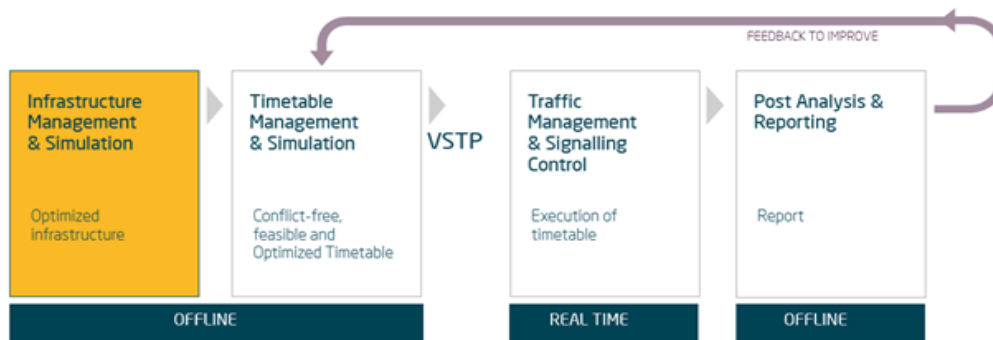 FEEDBACK TO IMPROVE
Infrastructure
Management
& Simulation
Optimized
infrastructure
Timetable
Management
& Simulation
Conflict-free,
feasible and
Optimized Timetable
VSTP
Traffic
Management
& Signalling
Control
Execution of
timetable
Post Analysis &
Reporting
Report
OFFLINE
REAL TIME
OFFLINE